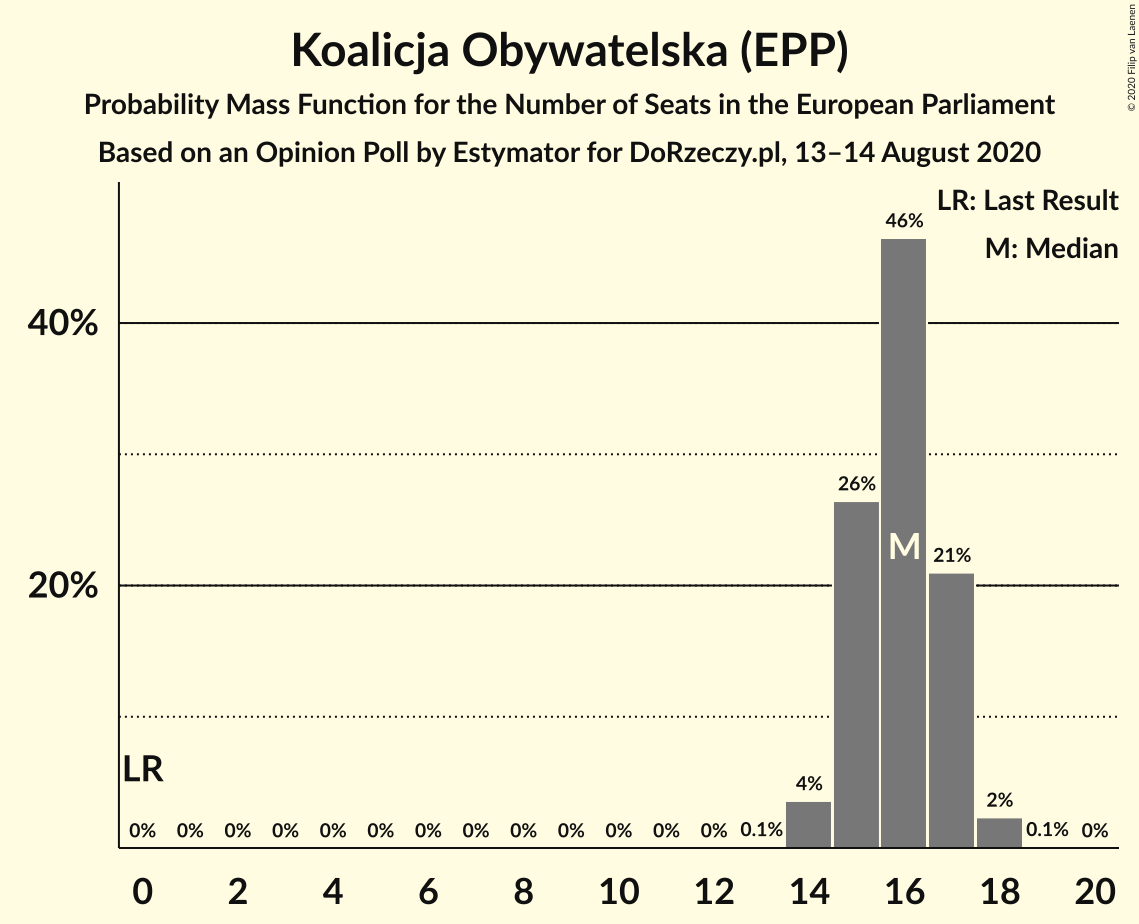 Koalicja Obywatelska (EPP)
Probability Mass Function for the Number of Seats in the European Parliament
Based on an Opinion Poll by Estymator for DoRzeczy.pl, 13–14 August 2020
© 2020 Filip van Laenen
LR: Last Result
M: Median
46%
40%
26%
M
21%
20%
LR
4%
2%
0% 0% 0% 0% 0% 0% 0% 0% 0% 0% 0% 0% 0% 0.1% 0.1% 0%
0 2 4 6 8 10 12 14 16 18 20